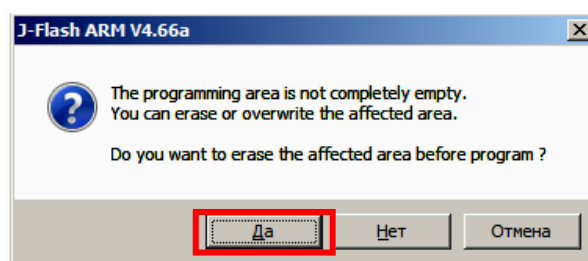 J-Flash ARM V4.66a
The programming area is not completely empty.
You can erase or overwrite the affected area.
Do you want to erase the affected area before program ?
Да Нет Отмена